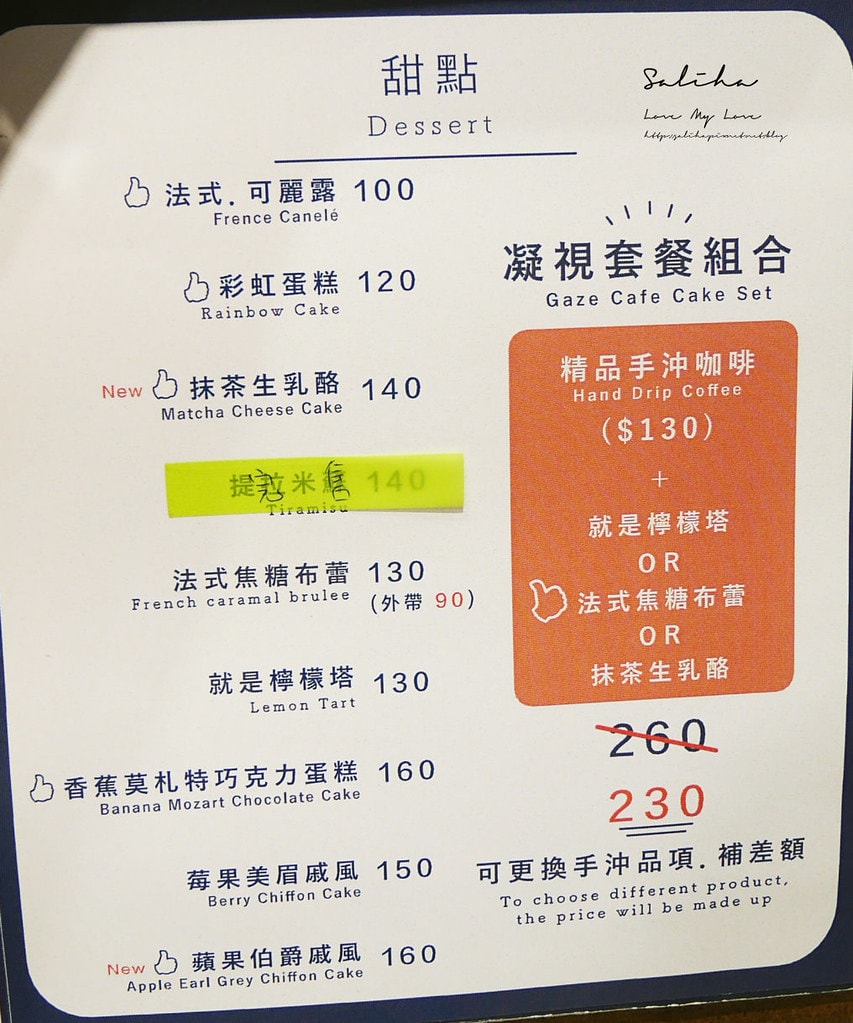 甜點
Dessert
Saliha
Love My Love
法式.可麗露 100
Frence Canelé
彩虹蛋糕 120
Rainbow Cake
New 抹茶生乳酪 140
Matcha Cheese Cake
提拉米蘇 140
完售
Tiramisu
法式焦糖布蕾 130
French caramal brulee (外帶 90)
就是檸檬塔 130
Lemon Tart
香蕉莫札特巧克力蛋糕 160
Banana Mozart Chocolate Cake
莓果美眉戚風 150
Berry Chiffon Cake
New 蘋果伯爵戚風 160
Apple Earl Grey Chiffon Cake
凝視套餐組合
Gaze Cafe Cake Set
精品手沖咖啡
Hand Drip Coffee
($130)
+
就是檸檬塔
OR
法式焦糖布蕾
OR
抹茶生乳酪
260
230
可更換手沖品項.補差額
To choose different product,
the price will be made up